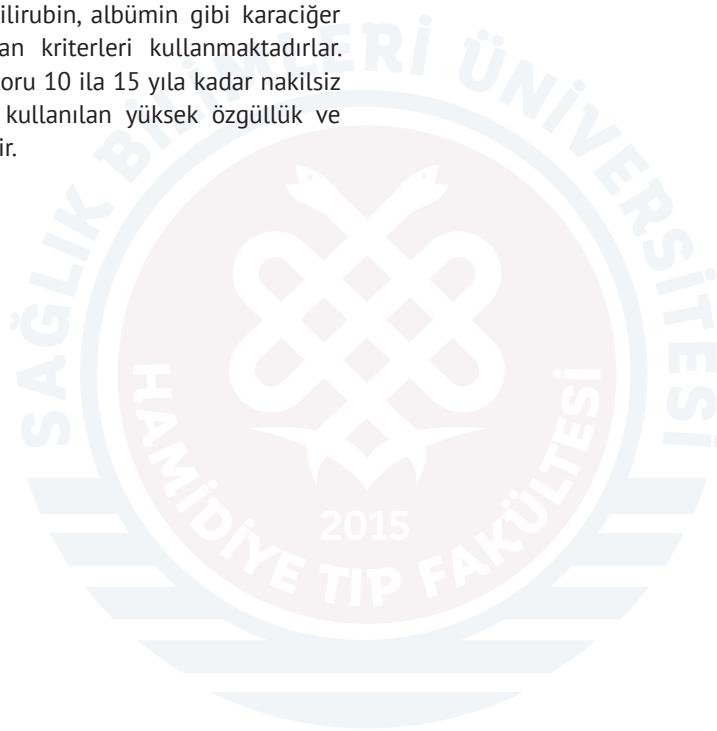 ilirubin, albümin gibi karaciğer
an kriterleri kullanmaktadırlar.
oru 10 ila 15 yıla kadar nakilsiz
kullanılan yüksek özgüllük ve
ir.
SAĞLIK BİLİMLERİ ÜNİVERSİTESİ
HAMİDİYE TIP FAKÜLTESİ
2015